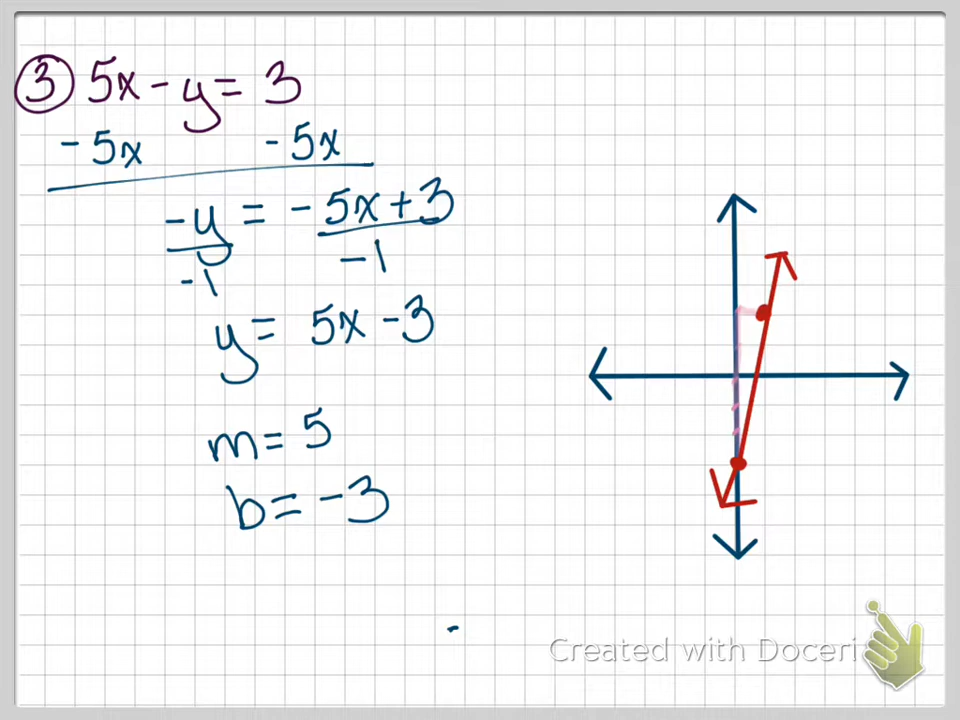 ③ 5x - y = 3
- 5x - 5x
-y = - 5x + 3
-1 -1
y = 5x - 3
m = 5
b = -3
Created with Doceri